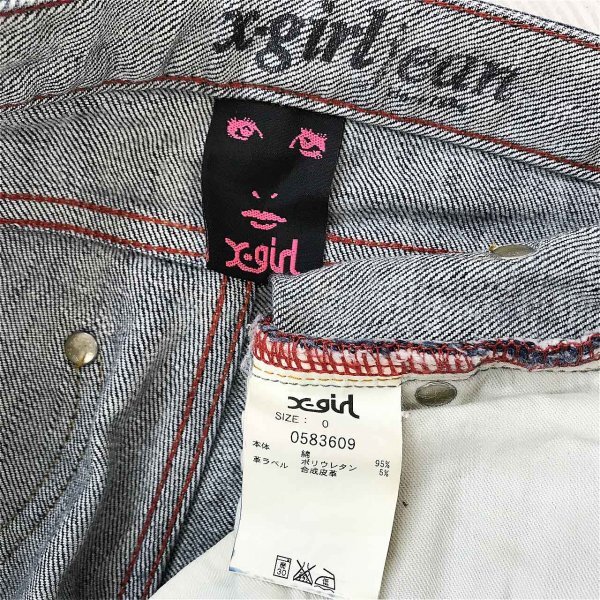 x-girl jean
X-girl
X-girl
SIZE : 0
0583609
本体 綿 95%
ポリウレタン 5%
革ラベル 合成皮革